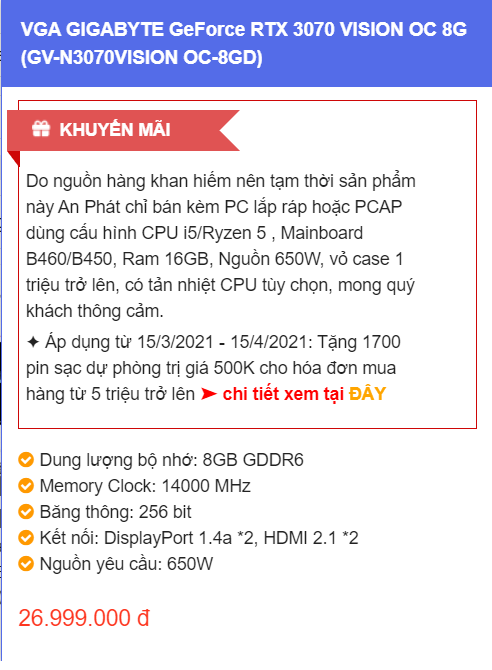 VGA GIGABYTE GeForce RTX 3070 VISION OC 8G
(GV-N3070VISION OC-8GD)
KHUYẾN MÃI
Do nguồn hàng khan hiếm nên tạm thời sản phẩm
này An Phát chỉ bán kèm PC lắp ráp hoặc PCAP
dùng cấu hình CPU i5/Ryzen 5 , Mainboard
B460/B450, Ram 16GB, Nguồn 650W, vỏ case 1
triệu trở lên, có tản nhiệt CPU tùy chọn, mong quý
khách thông cảm.
✦ Áp dụng từ 15/3/2021 - 15/4/2021: Tặng 1700
pin sạc dự phòng trị giá 500K cho hóa đơn mua
hàng từ 5 triệu trở lên ➤ chi tiết xem tại ĐÂY
Dung lượng bộ nhớ: 8GB GDDR6
Memory Clock: 14000 MHz
Băng thông: 256 bit
Kết nối: DisplayPort 1.4a *2, HDMI 2.1 *2
Nguồn yêu cầu: 650W
26.999.000 đ